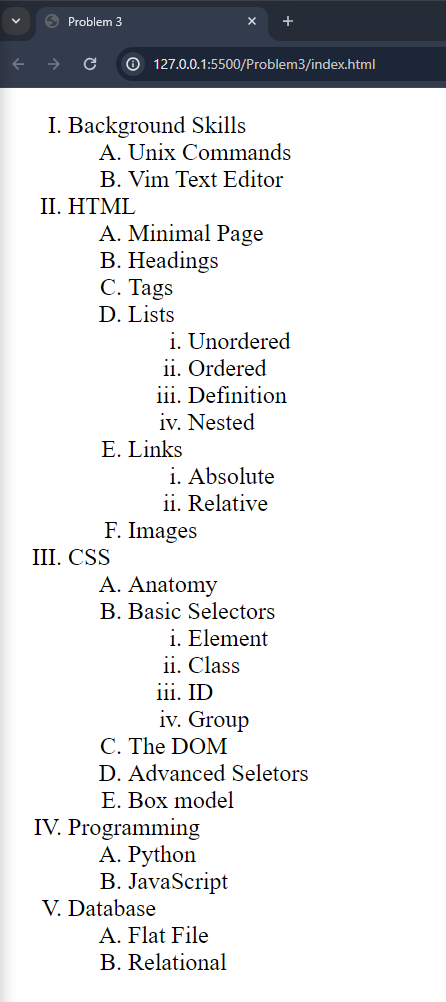 Problem 3
127.0.0.1:5500/Problem3/index.html
I. Background Skills
A. Unix Commands
B. Vim Text Editor
II. HTML
A. Minimal Page
B. Headings
C. Tags
D. Lists
i. Unordered
ii. Ordered
iii. Definition
iv. Nested
E. Links
i. Absolute
ii. Relative
F. Images
III. CSS
A. Anatomy
B. Basic Selectors
i. Element
ii. Class
iii. ID
iv. Group
C. The DOM
D. Advanced Seletors
E. Box model
IV. Programming
A. Python
B. JavaScript
V. Database
A. Flat File
B. Relational